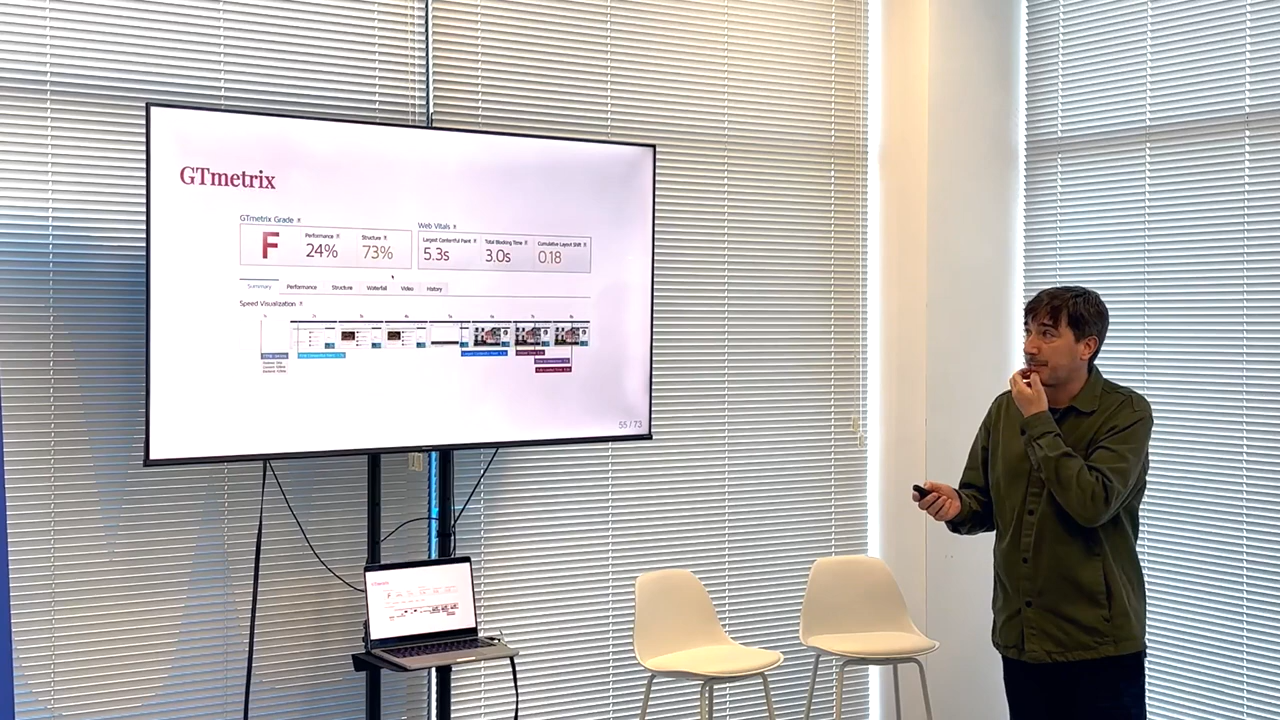 GTmetrix
GTmetrix Grade
Web Vitals
F
Performance
24%
Structure
73%
Largest Contentful Paint
5.3s
Total Blocking Time
3.0s
Cumulative Layout Shift
0.18
Summary Performance Structure Waterfall Video History
Speed Visualization
55 / 73
GTmetrix
F